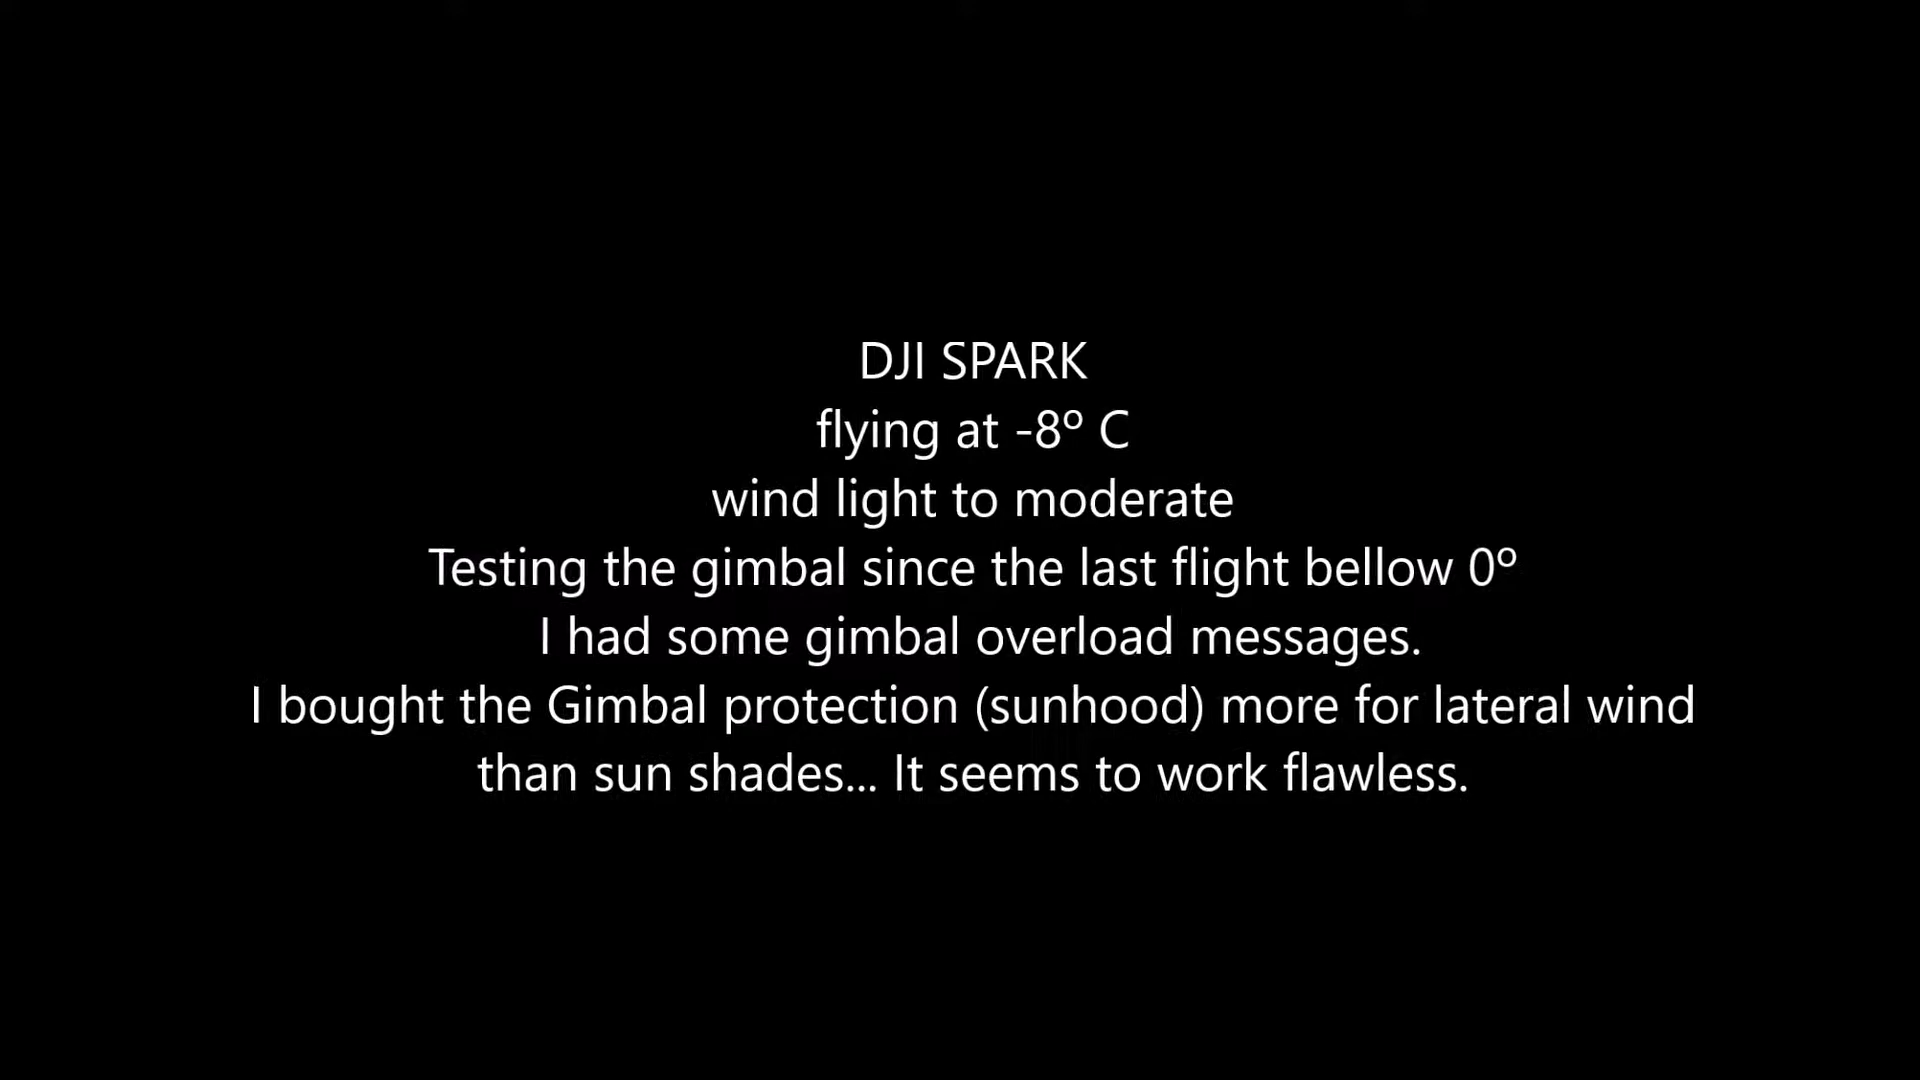 DJI SPARK
flying at -8º C
wind light to moderate
Testing the gimbal since the last flight bellow 0º
I had some gimbal overload messages.
I bought the Gimbal protection (sunhood) more for lateral wind
than sun shades... It seems to work flawless.